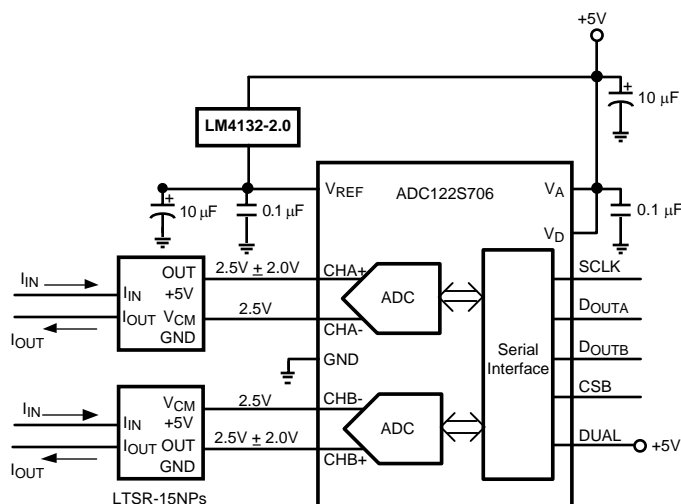 +5V
10 μF
LM4132-2.0
VREF
ADC122S706
VA
10 μF
0.1 μF
0.1 μF
VD
IIN
OUT
2.5V ± 2.0V
CHA+
SCLK
IIN
+5V
ADC
IOUT
VCM
2.5V
DOUTA
IOUT
GND
CHA-
GND
Serial
Interface
DOUTB
IIN
VCM
2.5V
CHB-
CSB
IIN
+5V
ADC
IOUT
OUT
2.5V ± 2.0V
DUAL
+5V
IOUT
GND
CHB+
LTSR-15NPs